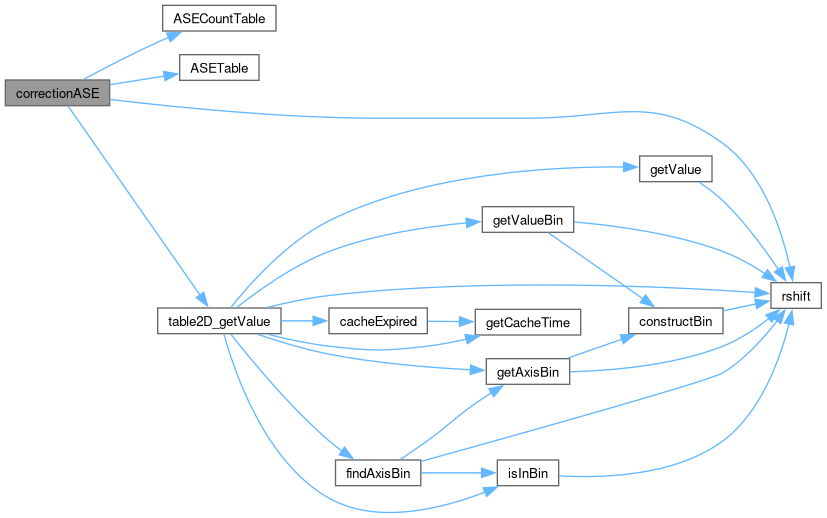 ASECountTable
ASETable
correctionASE
getValue
getValueBin
rshift
table2D_getValue
cacheExpired
getCacheTime
constructBin
getAxisBin
findAxisBin
isInBin